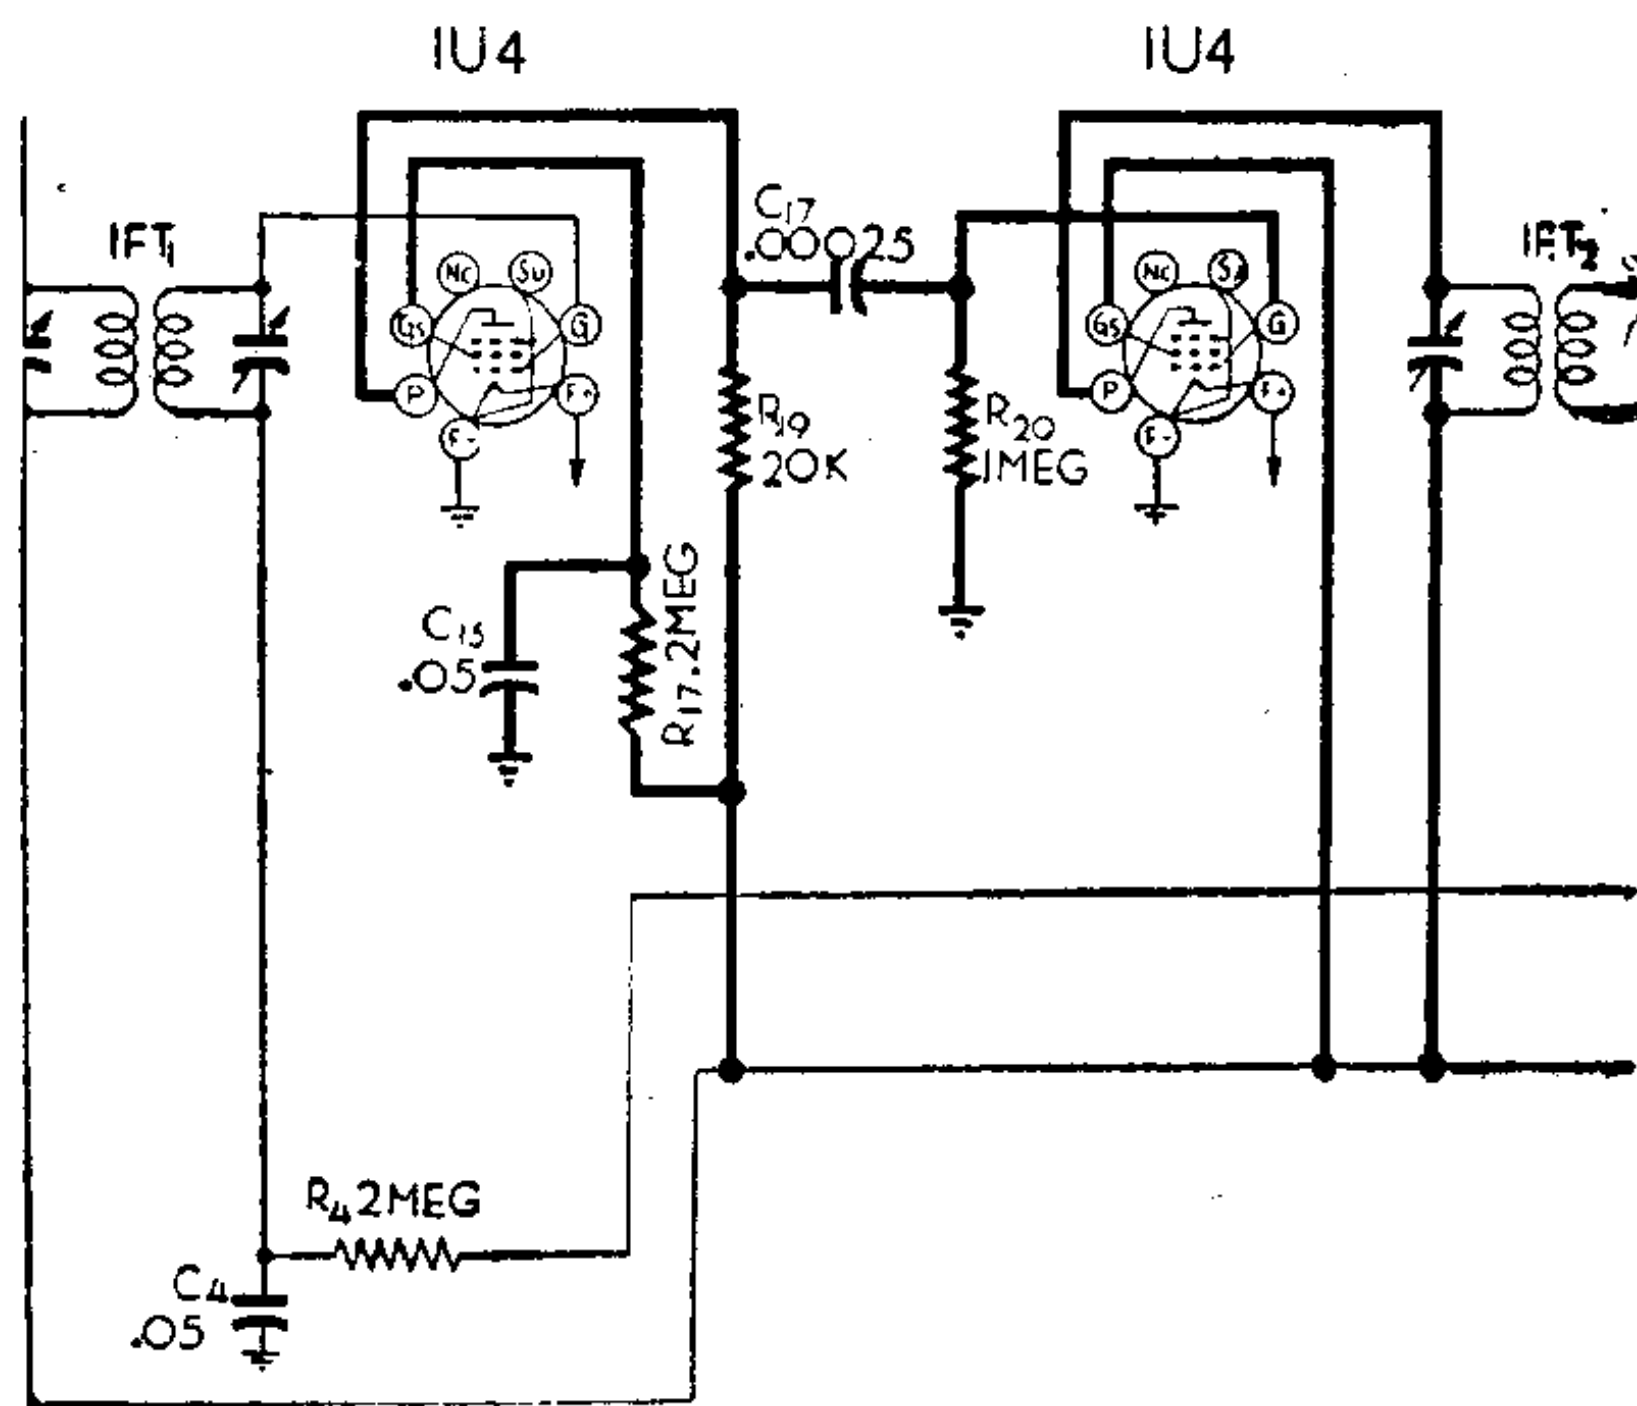 1U4
1U4
IFT1
C17
.00025
IFT2
Nc
Su
Gs
G
P
F+
F-
Nc
Gs
G
P
F+
F-
R19
20K
R20
1MEG
C15
.05
R17 .2MEG
R4 2MEG
C4
.05